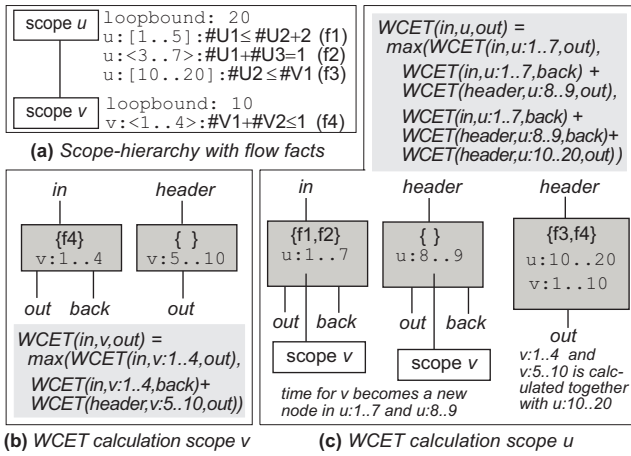 scope u
loopbound: 20
u:[1..5]:#U1≤#U2+2 (f1)
u:<3..7>:#U1+#U3=1 (f2)
u:[10..20]:#U2≤#V1 (f3)
scope v
loopbound: 10
v:<1..4>:#V1+#V2≤1 (f4)
(a) Scope-hierarchy with flow facts
WCET(in,u,out) =
max(WCET(in,u:1..7,out),
WCET(in,u:1..7,back) +
WCET(header,u:8..9,out),
WCET(in,u:1..7,back) +
WCET(header,u:8..9,back)+
WCET(header,u:10..20,out))
in
header
{f4}
v:1..4
{ }
v:5..10
out
back
out
WCET(in,v,out) =
max(WCET(in,v:1..4,out),
WCET(in,v:1..4,back)+
WCET(header,v:5..10,out))
(b) WCET calculation scope v
in
header
header
{f1,f2}
u:1..7
{ }
u:8..9
{f3,f4}
u:10..20
v:1..10
out
back
out
back
out
scope v
scope v
time for v becomes a new
node in u:1..7 and u:8..9
v:1..4 and
v:5..10 is calc-
ulated together
with u:10..20
(c) WCET calculation scope u